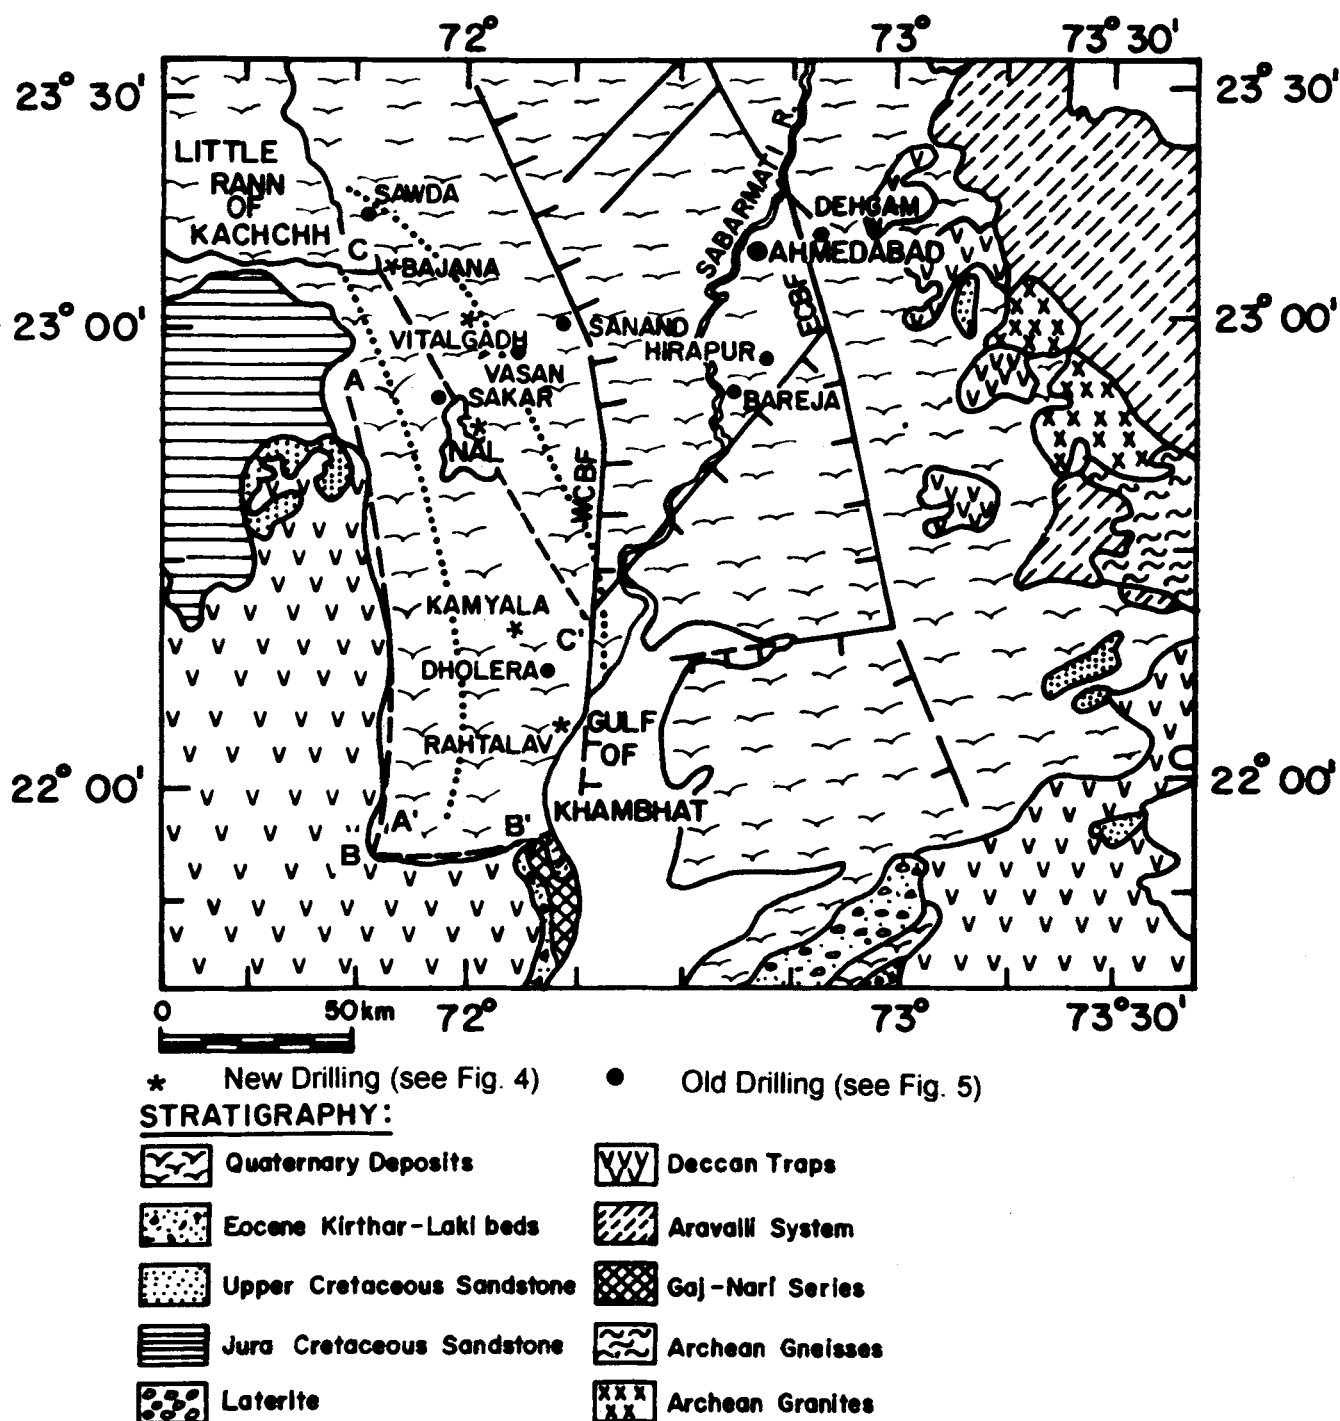 72° 73° 73° 30'
23° 30' 23° 30'
SABARMATI R.
LITTLE
RANN
OF
KACHCHH
SAWDA
DEHGAM
C
BAJANA
AHMEDABAD
ECBF
23° 00' 23° 00'
VITALGADH
SANAND
HIRAPUR
VASAN
A
SAKAR
BAREJA
NAL
WCBF
KAMYALA
C'
DHOLERA
RAHTALAV
GULF
OF
KHAMBHAT
22° 00' 22° 00'
A'
B'
B
0 50 km 72° 73° 73° 30'
* New Drilling (see Fig. 4) ● Old Drilling (see Fig. 5)
STRATIGRAPHY:
Quaternary Deposits Deccan Traps
Eocene Kirthar-Laki beds Aravalli System
Upper Cretaceous Sandstone Gaj-Nari Series
Jura Cretaceous Sandstone Archean Gneisses
Laterite Archean Granites